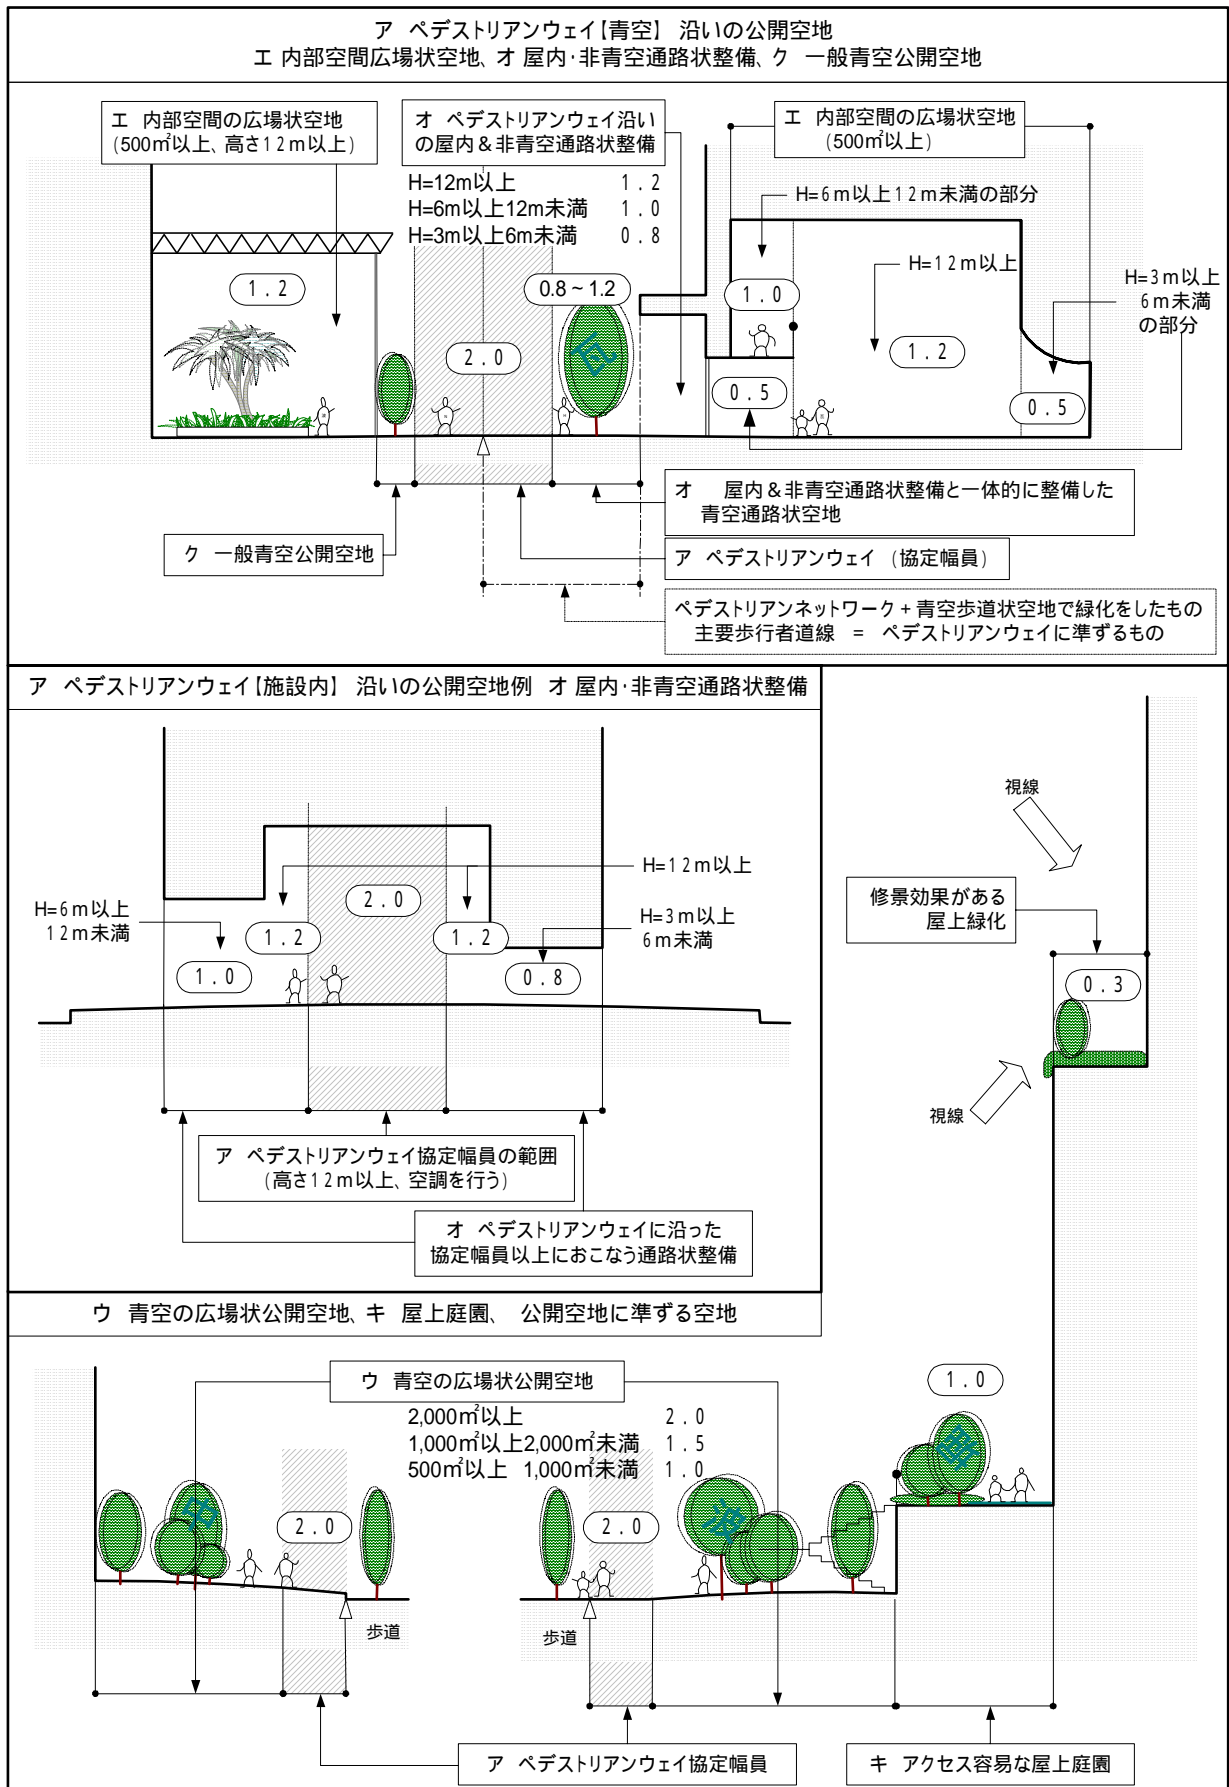 ア ペデストリアンウェイ【青空】 沿いの公開空地
エ 内部空間広場状空地、オ 屋内・非青空通路状整備、ク 一般青空公開空地
エ 内部空間の広場状空地
(500㎡以上、高さ12m以上)
オ ペデストリアンウェイ沿い
の屋内&非青空通路状整備
H=12m以上 1.2
H=6m以上12m未満 1.0
H=3m以上6m未満 0.8
エ 内部空間の広場状空地
(500㎡以上)
H=6m以上12m未満の部分
H=12m以上
H=3m以上
6m未満
の部分
1.2
2.0
0.8~1.2
瓦
1.0
0.5
1.2
0.5
オ 屋内&非青空通路状整備と一体的に整備した
青空通路状空地
ク 一般青空公開空地
ア ペデストリアンウェイ (協定幅員)
ペデストリアンネットワーク+青空歩道状空地で緑化をしたもの
主要歩行者道線 = ペデストリアンウェイに準ずるもの
ア ペデストリアンウェイ【施設内】 沿いの公開空地例 オ 屋内・非青空通路状整備
H=12m以上
H=6m以上
12m未満
H=3m以上
6m未満
2.0
1.2
1.2
1.0
0.8
ア ペデストリアンウェイ協定幅員の範囲
(高さ12m以上、空調を行う)
オ ペデストリアンウェイに沿った
協定幅員以上におこなう通路状整備
視線
修景効果がある
屋上緑化
0.3
視線
ウ 青空の広場状公開空地、キ 屋上庭園、 公開空地に準ずる空地
ウ 青空の広場状公開空地
2,000㎡以上 2.0
1,000㎡以上2,000㎡未満 1.5
500㎡以上 1,000㎡未満 1.0
1.0
2.0
2.0
中
波
歩道
歩道
ア ペデストリアンウェイ協定幅員
キ アクセス容易な屋上庭園